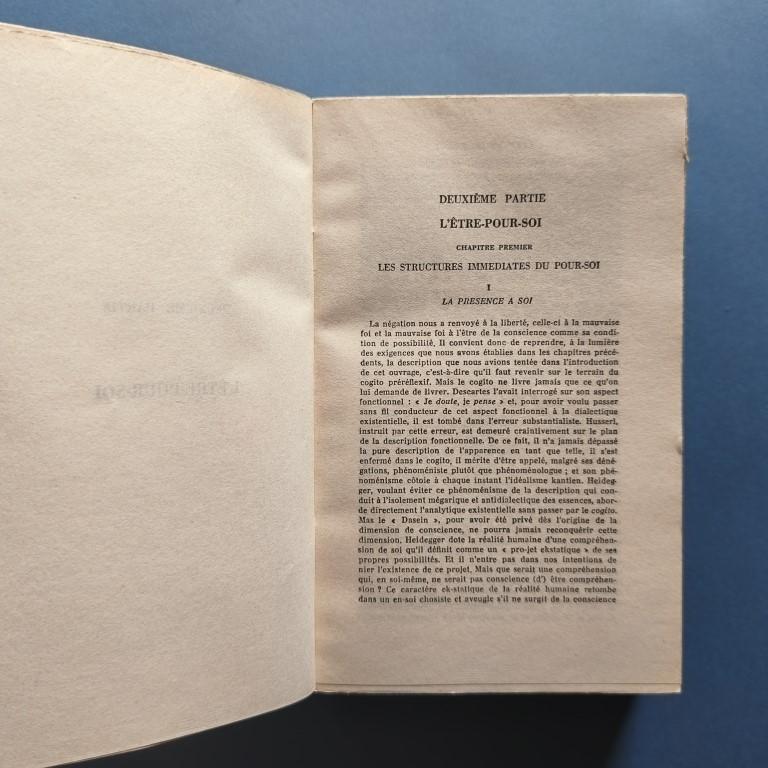 DEUXIÈME PARTIE
L'ÊTRE-POUR-SOI
CHAPITRE PREMIER
LES STRUCTURES IMMEDIATES DU POUR-SOI
I
LA PRESENCE A SOI
La négation nous a renvoyé à la liberté, celle-ci à la mauvaise
foi et la mauvaise foi à l'être de la conscience comme sa condi-
tion de possibilité. Il convient donc de reprendre, à la lumière
des exigences que nous avons établies dans les chapitres précé-
dents, la description que nous avions tentée dans l'introduction
de cet ouvrage, c'est-à-dire qu'il faut revenir sur le terrain du
cogito préréflexif. Mais le cogito ne livre jamais que ce qu'on
lui demande de livrer. Descartes l'avait interrogé sur son aspect
fonctionnel : « Je doute, je pense » et, pour avoir voulu passer
sans fil conducteur de cet aspect fonctionnel à la dialectique
existentielle, il est tombé dans l'erreur substantialiste. Husserl,
instruit par cette erreur, est demeuré craintivement sur le plan
de la description fonctionnelle. De ce fait, il n'a jamais dépassé
la pure description de l'apparence en tant que telle, il s'est
enfermé dans le cogito, il mérite d'être appelé, malgré ses déné-
gations, phénoméniste plutôt que phénoménologue ; et son phé-
noménisme côtoie à chaque instant l'idéalisme kantien. Heideg-
ger, voulant éviter ce phénoménisme de la description qui con-
duit à l'isolement mégarique et antidialectique des essences, abor-
de directement l'analytique existentielle sans passer par le cogito.
Mas le « Dasein », pour avoir été privé dès l'origine de la
dimension de conscience, ne pourra jamais reconquérir cette
dimension. Heidegger dote la réalité humaine d'une compréhen-
sion de soi qu'il définit comme un « pro-jet ekstatique » de ses
propres possibilités. Et il n'entre pas dans nos intentions de
nier l'existence de ce projet. Mais que serait une compréhension
qui, en soi-même, ne serait pas conscience (d') être compréhen-
sion ? Ce caractère ek-statique de la réalité humaine retombe
dans un en-soi chosiste et aveugle s'il ne surgit de la conscience